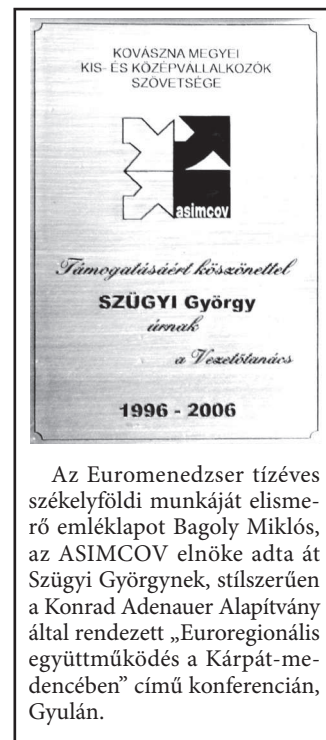 KOVÁSZNA MEGYEI
KIS- ÉS KÖZÉPVÁLLALKOZÓK
SZÖVETSÉGE
asimcov
Támogatásáért köszönettel
SZÜGYI György
úrnak
a Vezetőtanács
1996 - 2006
Az Euromenedzser tízéves
székelyföldi munkáját elisme-
rő emléklapot Bagoly Miklós,
az ASIMCOV elnöke adta át
Szügyi Györgynek, stílszerűen
a Konrad Adenauer Alapítvány
által rendezett „Euroregionális
együttműködés a Kárpát-me-
dencében” című konferencián,
Gyulán.